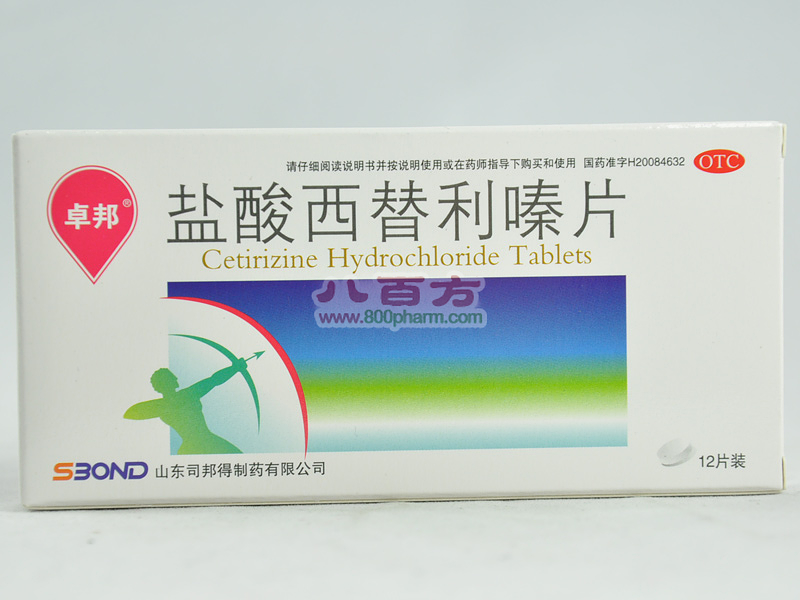 请仔细阅读说明书并按说明使用或在药师指导下购买和使用 国药准字H20084632 OTC
卓邦®
盐酸西替利嗪片
Cetirizine Hydrochloride Tablets
八百方
www.800pharm.com
SBOND 山东司邦得制药有限公司
12片装